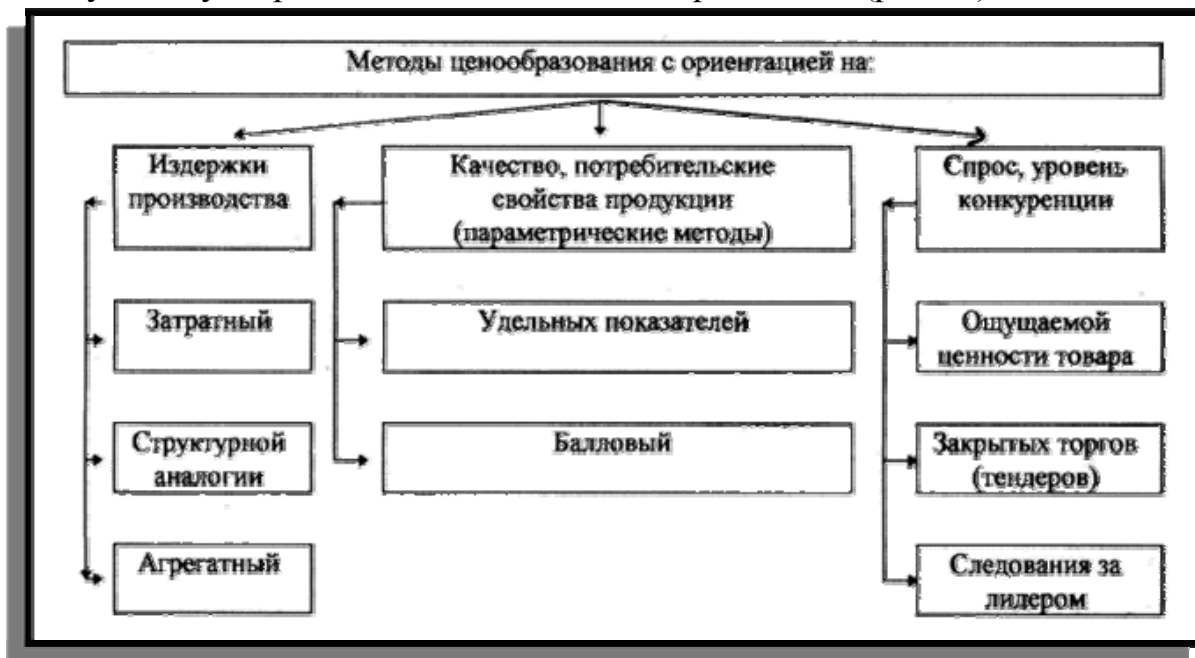 Методы ценообразования с ориентацией на:
Издержки
производства
Качество, потребительские
свойства продукции
(параметрические методы)
Спрос, уровень
конкуренции
Затратный
Удельных показателей
Ощущаемой
ценности товара
Структурной
аналогии
Балловый
Закрытых торгов
(тендеров)
Агрегатный
Следования за
лидером